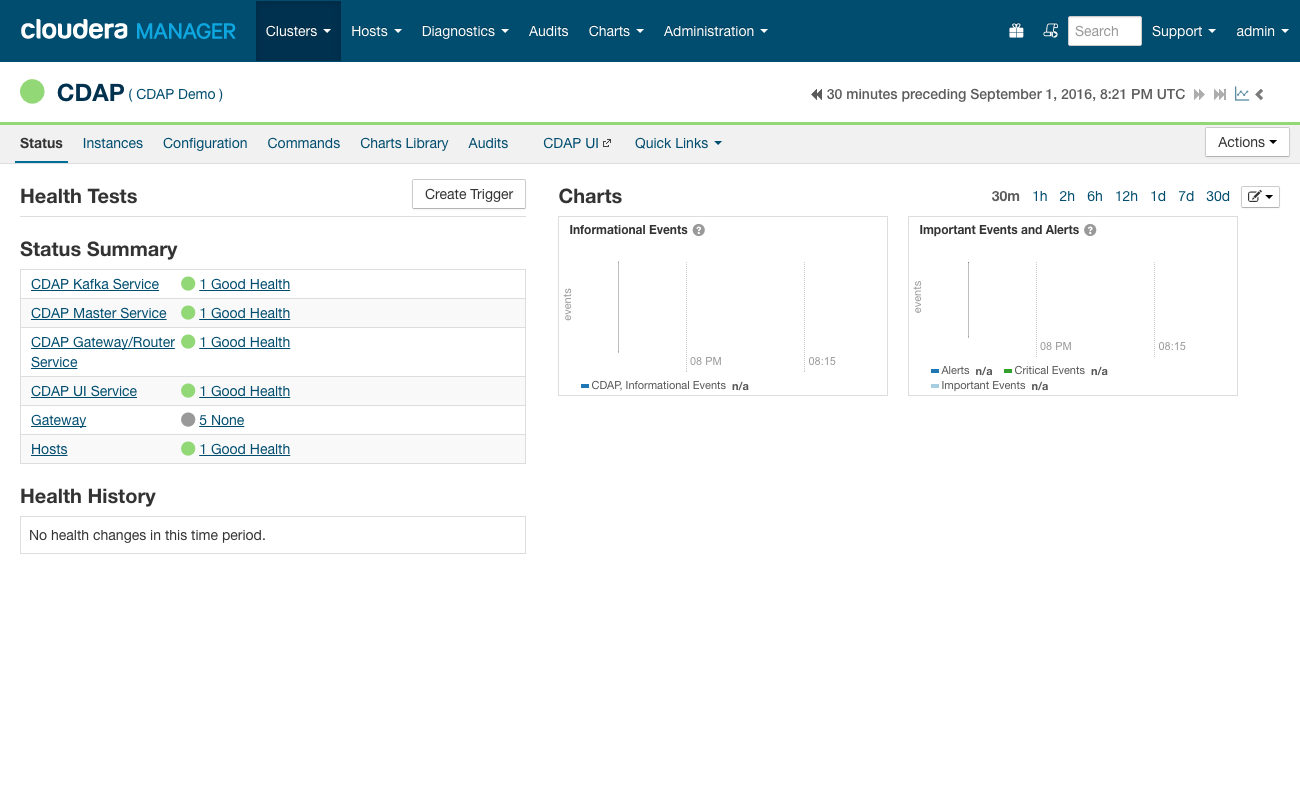 cloudera MANAGER Clusters Hosts Diagnostics Audits Charts Administration Search Support admin
CDAP ( CDAP Demo ) 30 minutes preceding September 1, 2016, 8:21 PM UTC
Status Instances Configuration Commands Charts Library Audits CDAP UI Quick Links Actions
Health Tests Create Trigger
Status Summary
CDAP Kafka Service 1 Good Health
CDAP Master Service 1 Good Health
CDAP Gateway/Router 1 Good Health
Service
CDAP UI Service 1 Good Health
Gateway 5 None
Hosts 1 Good Health
Health History
No health changes in this time period.
Charts 30m 1h 2h 6h 12h 1d 7d 30d
Informational Events ?
events
08 PM 08:15
CDAP, Informational Events n/a
Important Events and Alerts ?
events
08 PM 08:15
Alerts n/a Critical Events n/a
Important Events n/a